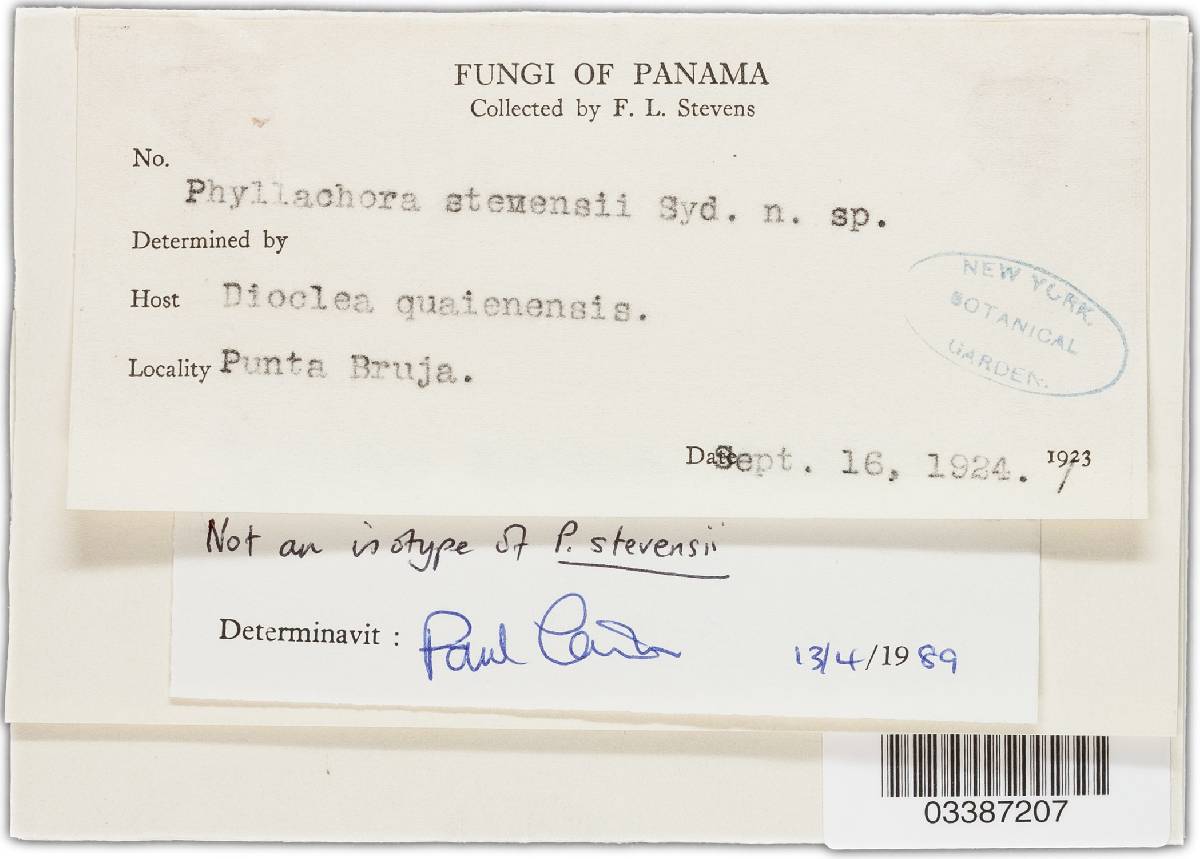 FUNGI OF PANAMA
Collected by F. L. Stevens
No.
Phyllachora stemensii Syd. n. sp.
Determined by
Host Dioclea quaienensis.
Locality Punta Bruja.
NEW YORK
BOTANICAL
GARDEN.
Date Sept. 16, 1924. 1923
Not an isotype of P. stevensii
Determinavit : Paul 13/4/1989
03387207